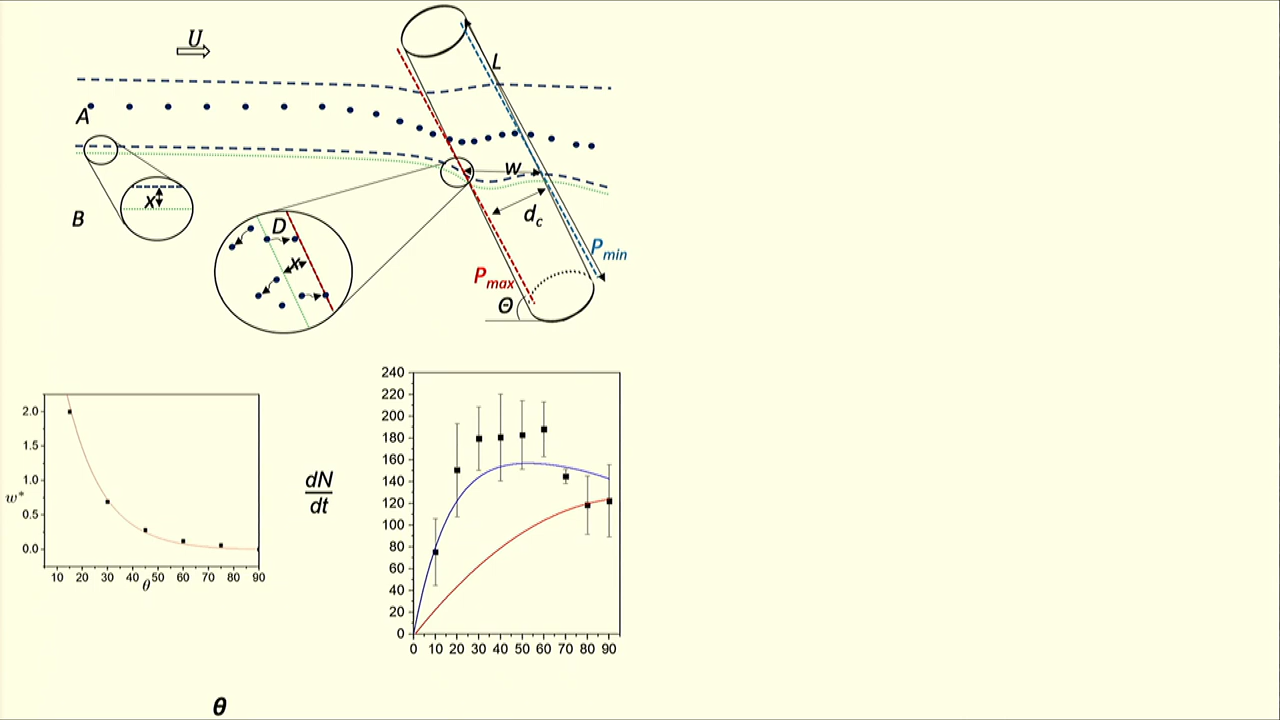 U
L
A
W
x
B
D
d_c
x
P_min
P_max
Θ
240
220
200
2.0
180
160
1.5
140
dN
dt
1.0
120
w*
100
0.5
80
60
0.0
40
20
10 20 30 40 50 60 70 80 90
θ
0
0 10 20 30 40 50 60 70 80 90
θ